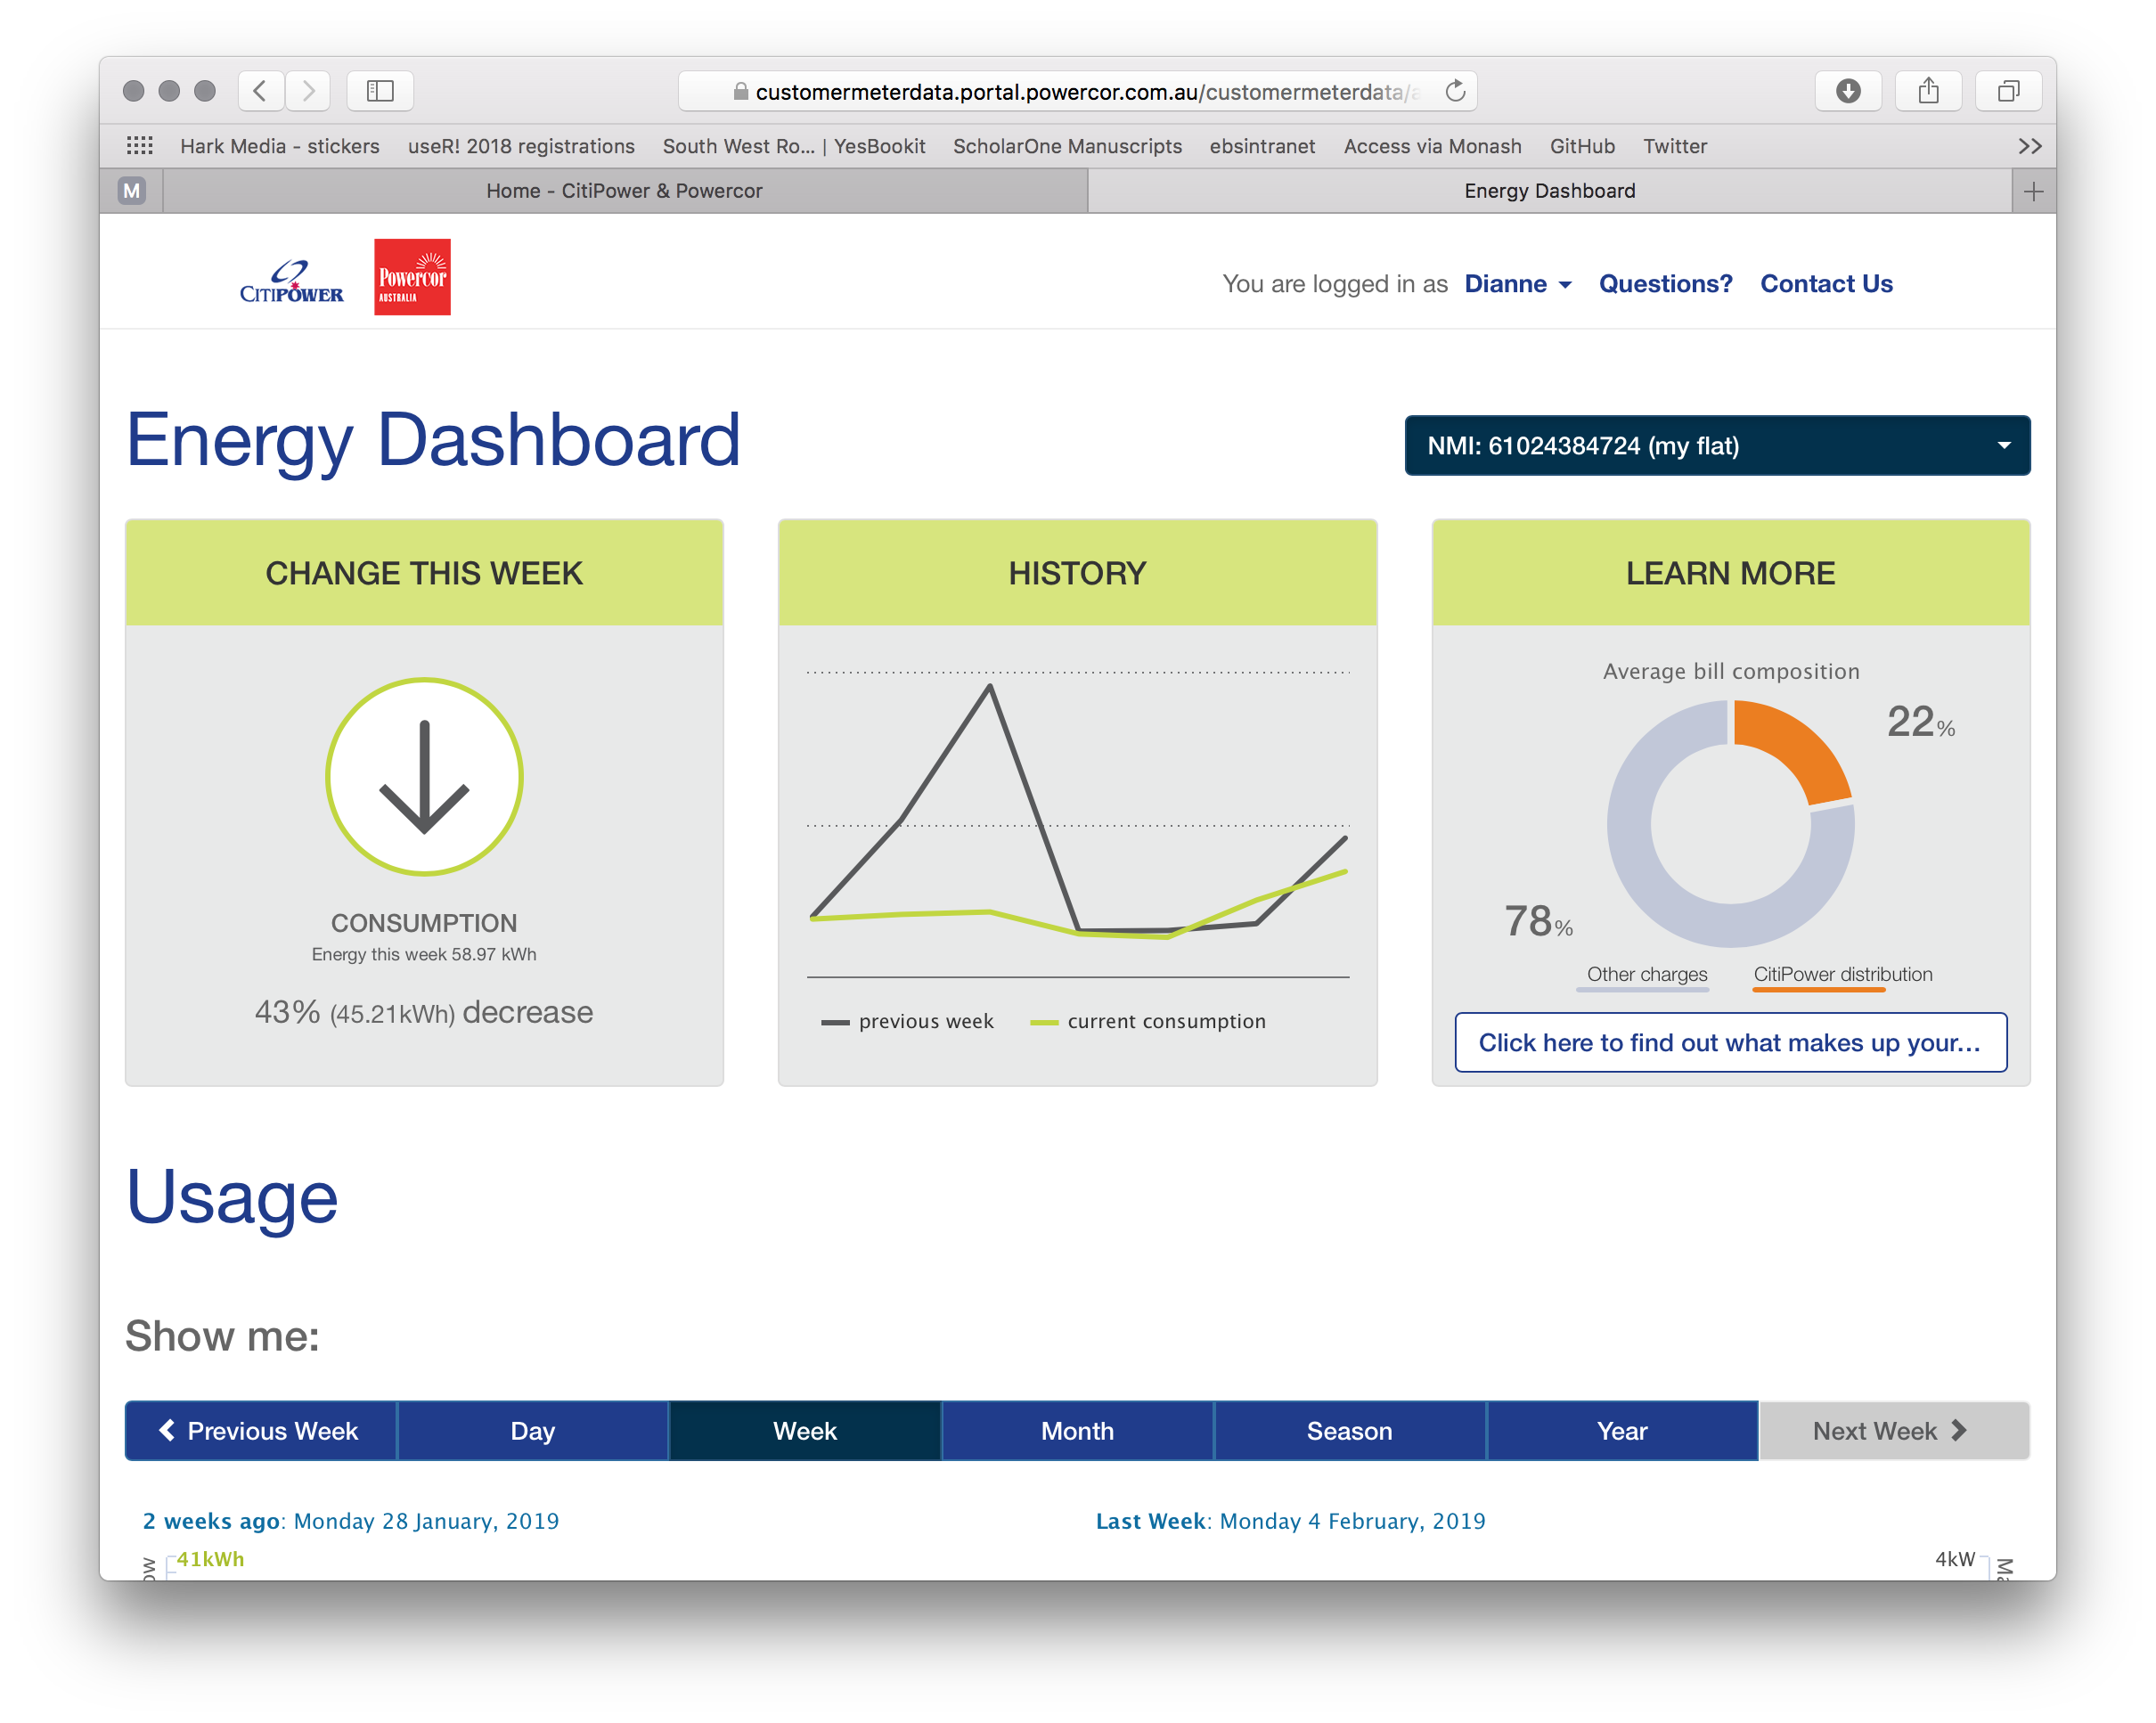 customermeterdata.portal.powercor.com.au/customermeterdata/
Hark Media - stickers useR! 2018 registrations South West Ro... | YesBookit ScholarOne Manuscripts ebsintranet Access via Monash GitHub Twitter
M Home - CitiPower & Powercor Energy Dashboard
CITIPOWER
Powercor
AUSTRALIA
You are logged in as Dianne Questions? Contact Us
Energy Dashboard
NMI: 61024384724 (my flat)
CHANGE THIS WEEK
CONSUMPTION
Energy this week 58.97 kWh
43% (45.21kWh) decrease
HISTORY
previous week current consumption
LEARN MORE
Average bill composition
22%
78%
Other charges CitiPower distribution
Click here to find out what makes up your...
Usage
Show me:
Previous Week Day Week Month Season Year Next Week
2 weeks ago: Monday 28 January, 2019 Last Week: Monday 4 February, 2019
41kWh 4kW